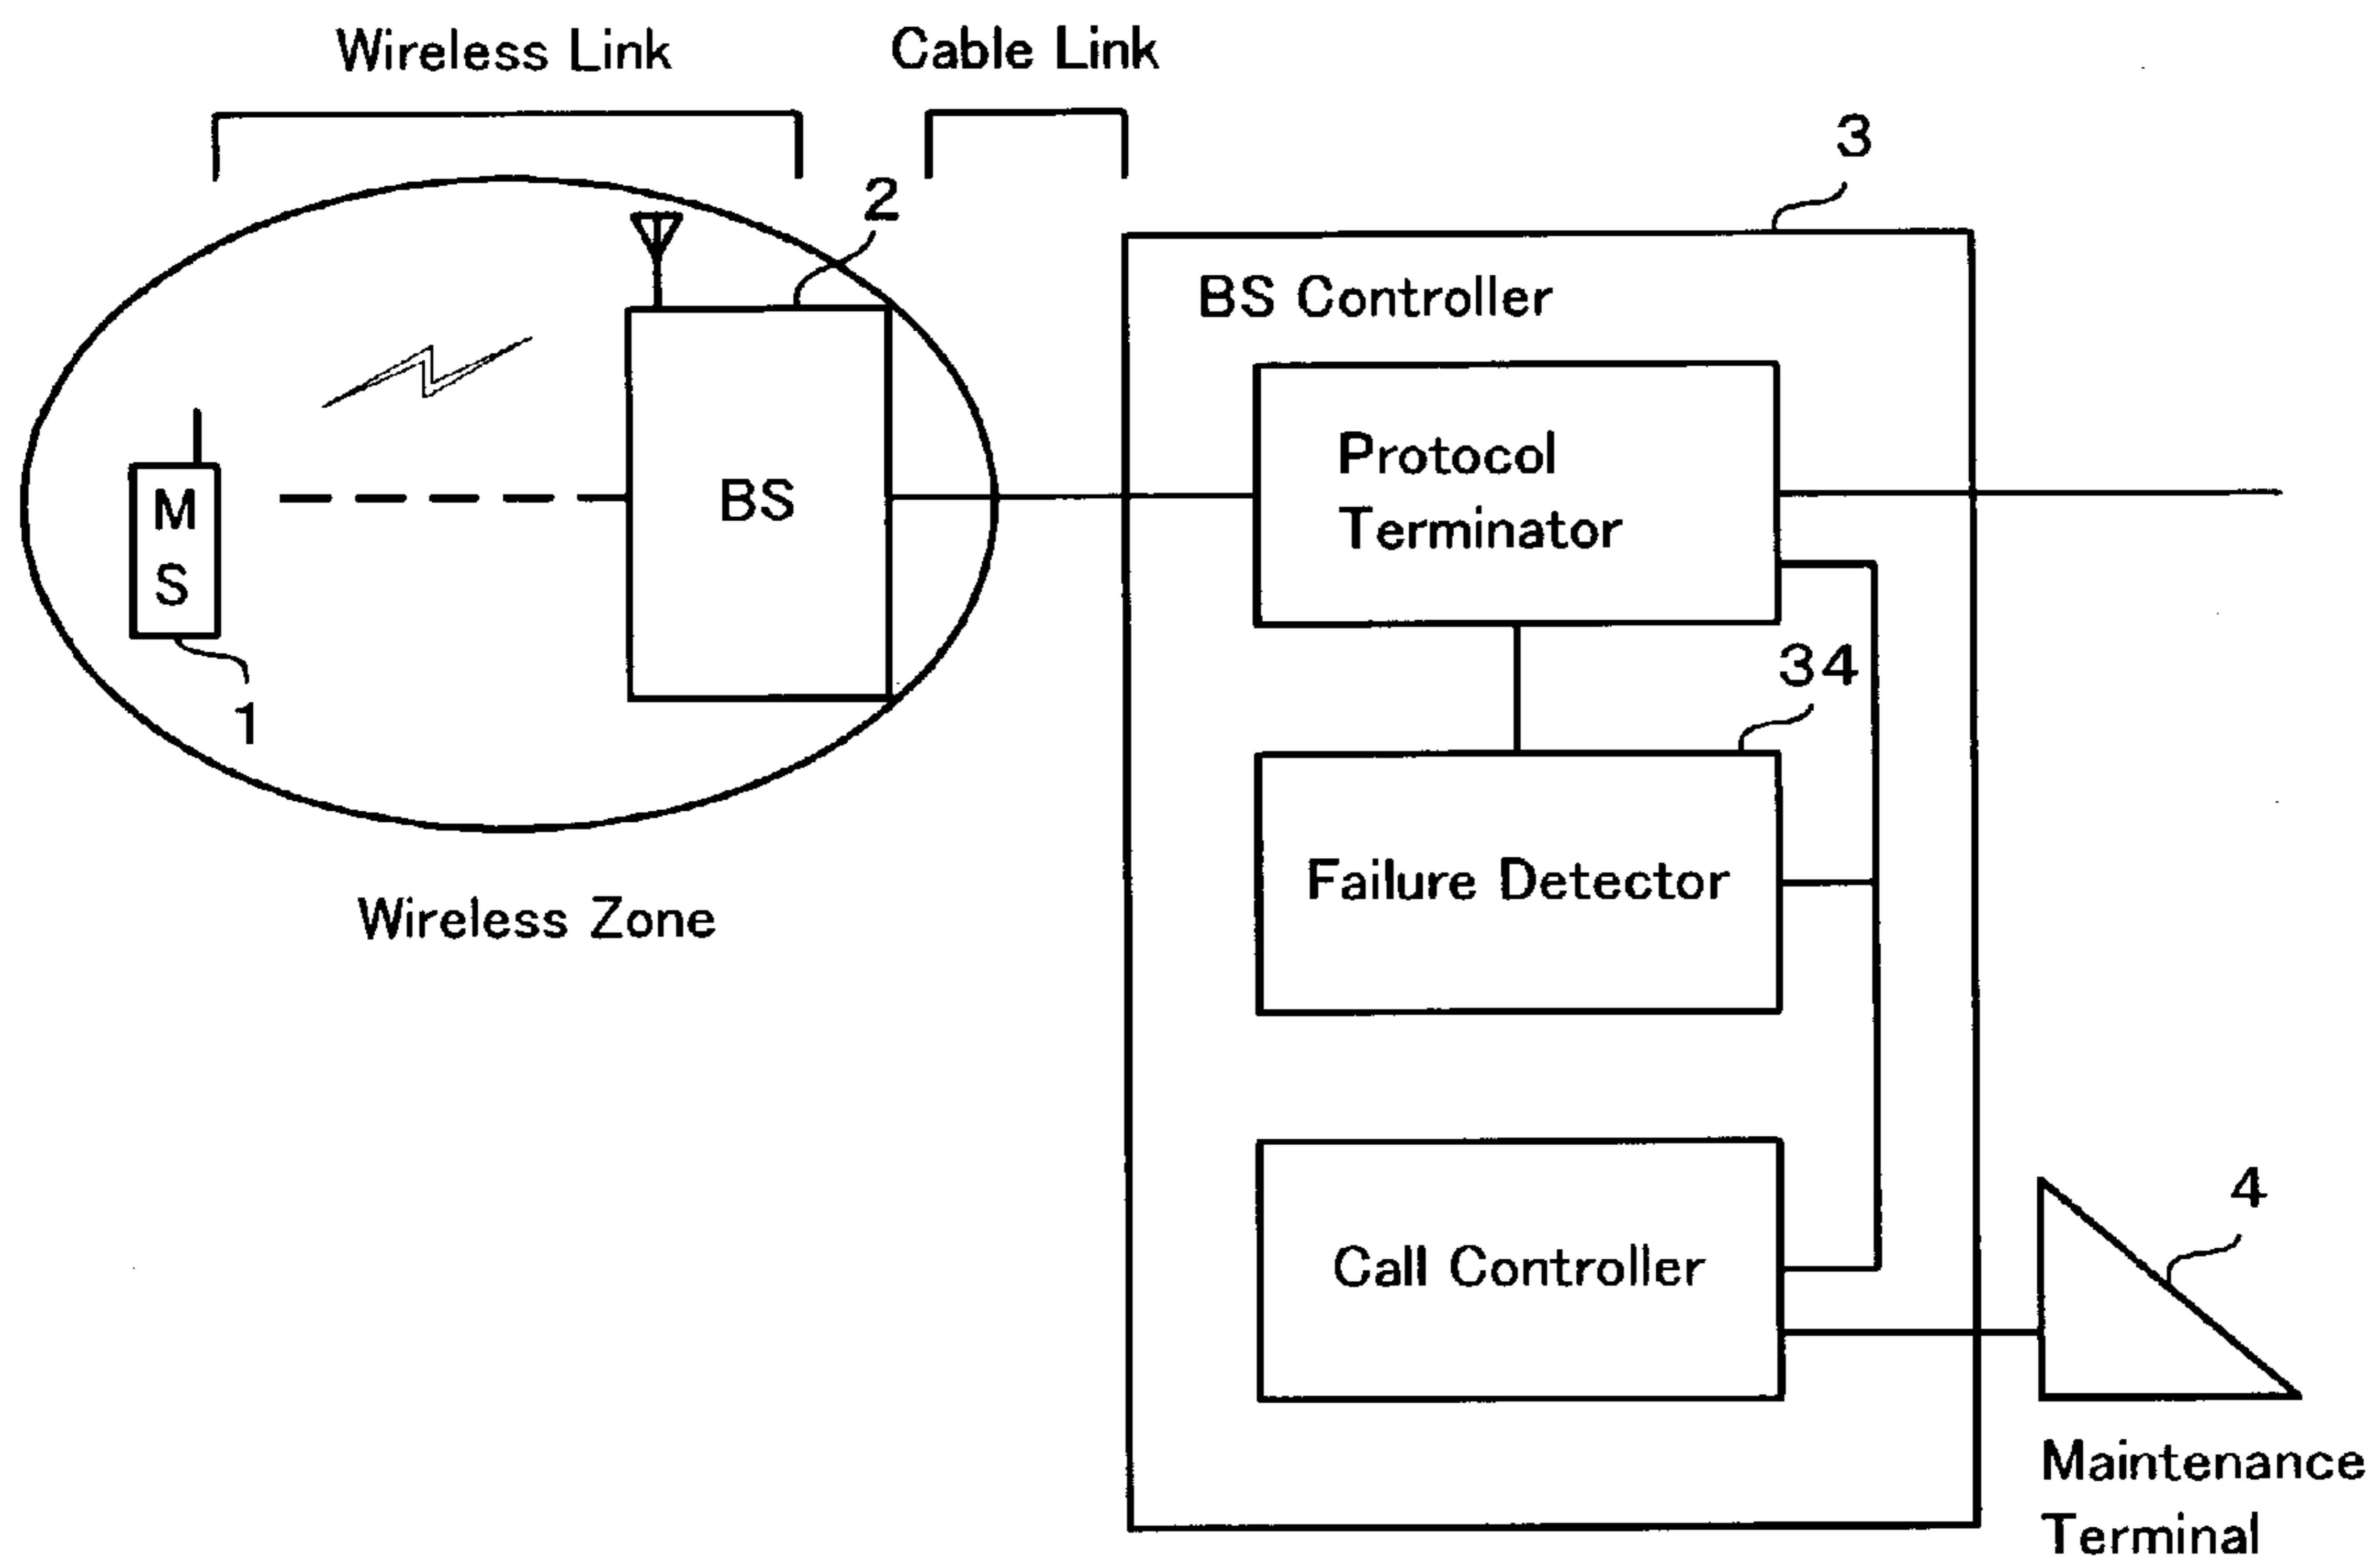 Wireless Link
Cable Link
3
2
BS Controller
Protocol
Terminator
M
S
BS
1
34
Failure Detector
Wireless Zone
Call Controller
4
Maintenance
Terminal